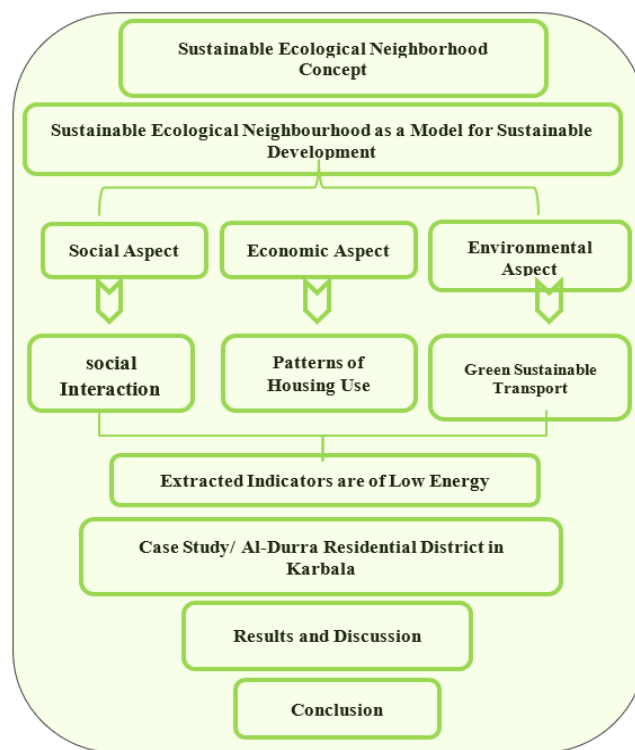 Sustainable Ecological Neighborhood
Concept
Sustainable Ecological Neighbourhood as a Model for Sustainable
Development
Social Aspect
Economic Aspect
Environmental
Aspect
social
Interaction
Patterns of
Housing Use
Green Sustainable
Transport
Extracted Indicators are of Low Energy
Case Study/ Al-Durra Residential District in
Karbala
Results and Discussion
Conclusion